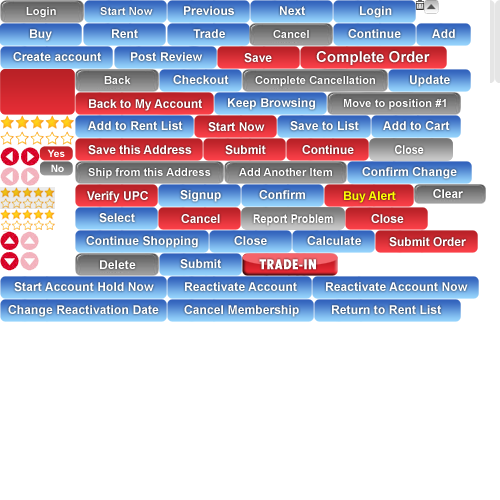 Login Start Now Previous Next Login
Buy Rent Trade Cancel Continue Add
Create account Post Review Save Complete Order
Back Checkout Complete Cancellation Update
Back to My Account Keep Browsing Move to position #1
Add to Rent List Start Now Save to List Add to Cart
Yes Save this Address Submit Continue Close
No Ship from this Address Add Another Item Confirm Change
Verify UPC Signup Confirm Buy Alert Clear
Select Cancel Report Problem Close
Continue Shopping Close Calculate Submit Order
Delete Submit TRADE-IN
Start Account Hold Now Reactivate Account Reactivate Account Now
Change Reactivation Date Cancel Membership Return to Rent List